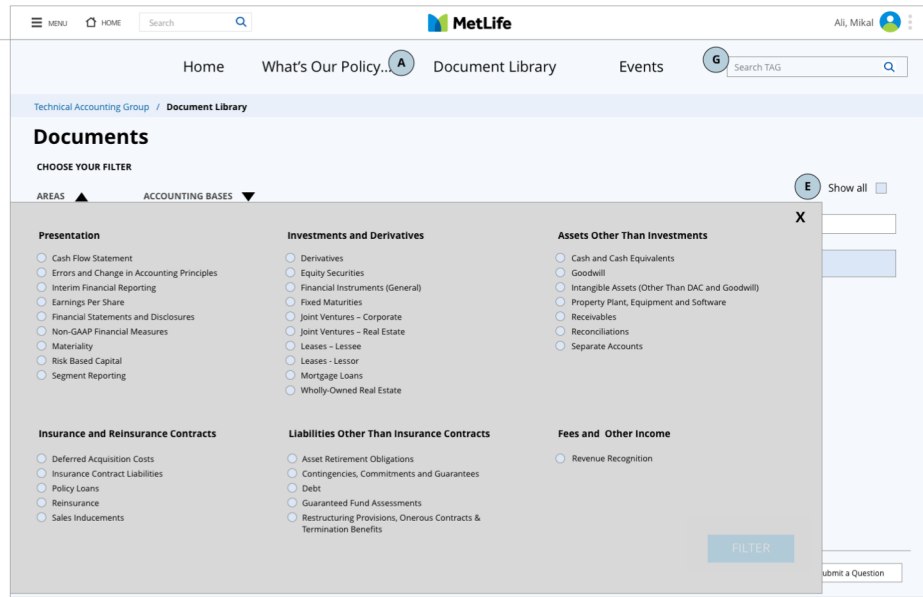 MENU HOME Search MetLife Ali, Mikal
Home What's Our Policy... A Document Library Events G Search TAG
Technical Accounting Group / Document Library
Documents
CHOOSE YOUR FILTER
AREAS ACCOUNTING BASES E Show all
X
Presentation
Cash Flow Statement
Errors and Change in Accounting Principles
Interim Financial Reporting
Earnings Per Share
Financial Statements and Disclosures
Non-GAAP Financial Measures
Materiality
Risk Based Capital
Segment Reporting
Investments and Derivatives
Derivatives
Equity Securities
Financial Instruments (General)
Fixed Maturities
Joint Ventures – Corporate
Joint Ventures – Real Estate
Leases – Lessee
Leases - Lessor
Mortgage Loans
Wholly-Owned Real Estate
Assets Other Than Investments
Cash and Cash Equivalents
Goodwill
Intangible Assets (Other Than DAC and Goodwill)
Property Plant, Equipment and Software
Receivables
Reconciliations
Separate Accounts
Insurance and Reinsurance Contracts
Deferred Acquisition Costs
Insurance Contract Liabilities
Policy Loans
Reinsurance
Sales Inducements
Liabilities Other Than Insurance Contracts
Asset Retirement Obligations
Contingencies, Commitments and Guarantees
Debt
Guaranteed Fund Assessments
Restructuring Provisions, Onerous Contracts &
Termination Benefits
Fees and Other Income
Revenue Recognition
FILTER
ubmit a Question